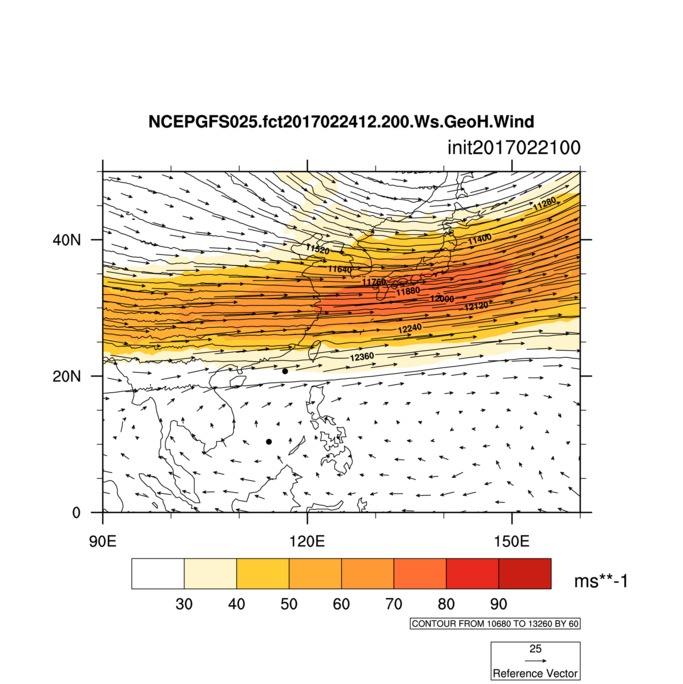 NCEPGFS025.fct2017022412.200.Ws.GeoH.Wind
init2017022100
11280
11400
11520
11640
11760
11880
12000
12120
12240
12360
40N
20N
0
90E 120E 150E
30 40 50 60 70 80 90
ms**-1
CONTOUR FROM 10680 TO 13260 BY 60
25
Reference Vector